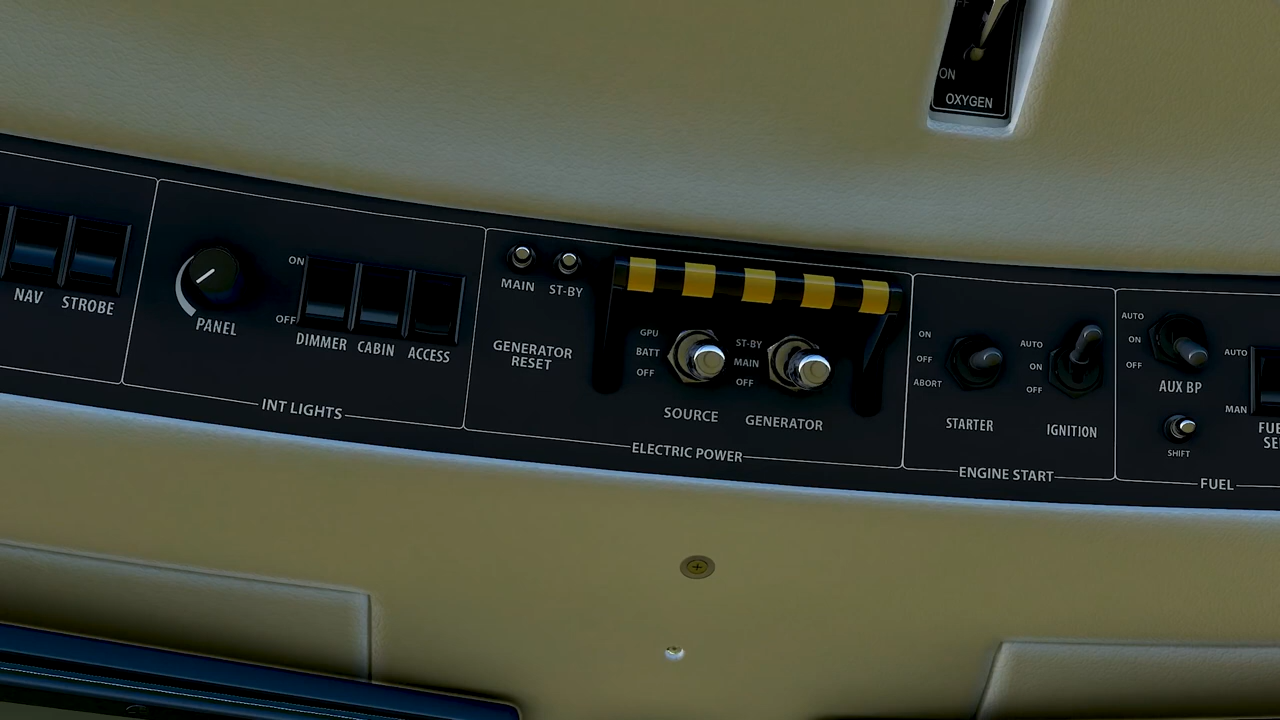 ON
OXYGEN
NAV
STROBE
PANEL
ON
OFF
DIMMER
CABIN
ACCESS
INT LIGHTS
MAIN
ST-BY
GENERATOR
RESET
GPU
BATT
OFF
SOURCE
ST-BY
MAIN
OFF
GENERATOR
ELECTRIC POWER
ON
OFF
ABORT
STARTER
AUTO
ON
OFF
IGNITION
ENGINE START
AUTO
ON
OFF
AUX BP
SHIFT
AUTO
MAN
FUEL